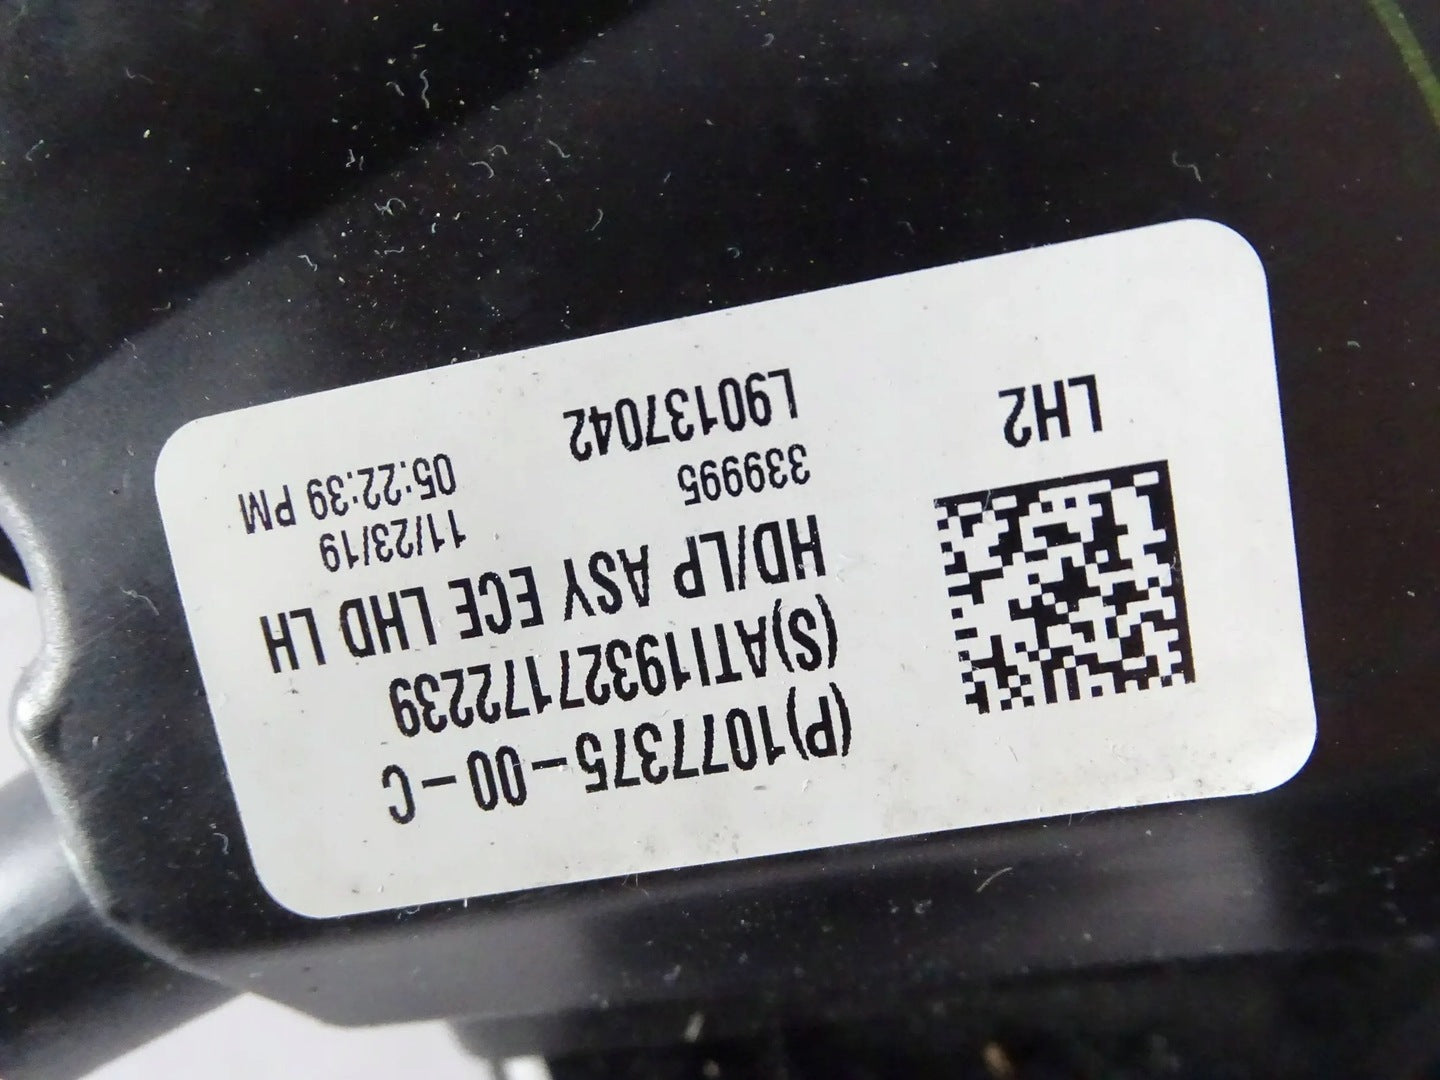 (P)1077375-00-C
(S)ATI19327172239
HD/LP ASY ECE LHD LH
339995 11/23/19
L90137042 05:22:39 PM
LH2